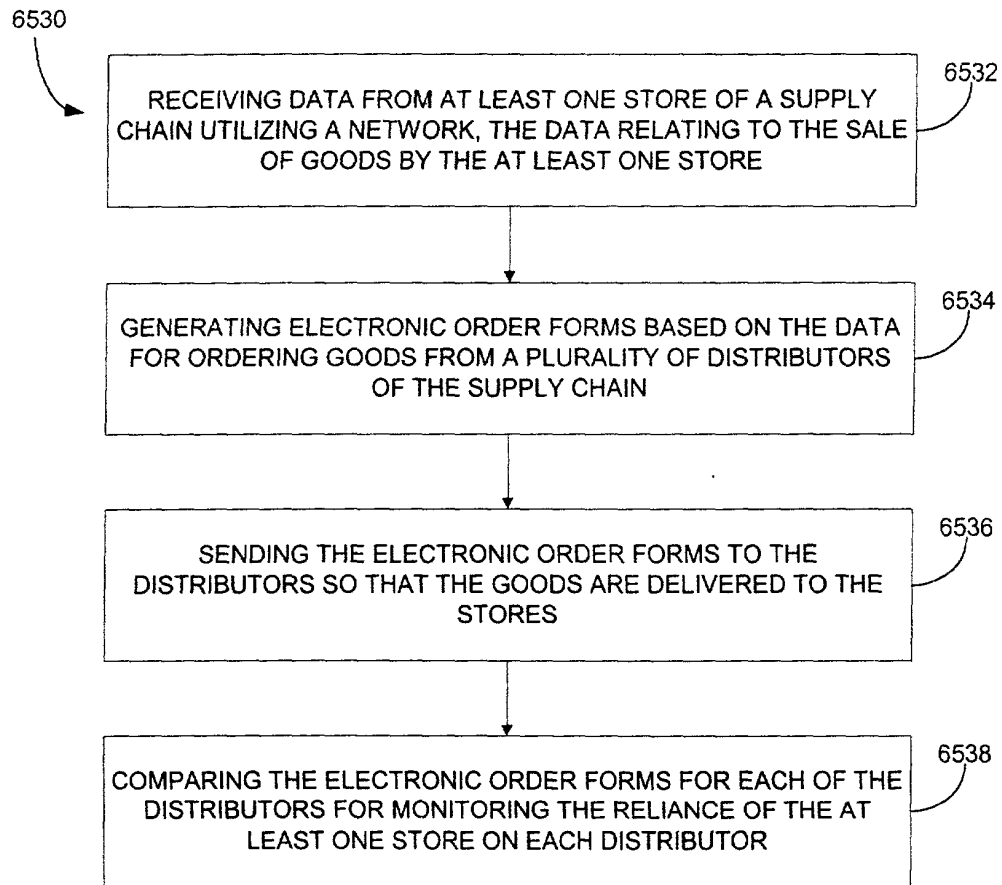 6530
6532
RECEIVING DATA FROM AT LEAST ONE STORE OF A SUPPLY
CHAIN UTILIZING A NETWORK, THE DATA RELATING TO THE SALE
OF GOODS BY THE AT LEAST ONE STORE
6534
GENERATING ELECTRONIC ORDER FORMS BASED ON THE DATA
FOR ORDERING GOODS FROM A PLURALITY OF DISTRIBUTORS
OF THE SUPPLY CHAIN
6536
SENDING THE ELECTRONIC ORDER FORMS TO THE
DISTRIBUTORS SO THAT THE GOODS ARE DELIVERED TO THE
STORES
6538
COMPARING THE ELECTRONIC ORDER FORMS FOR EACH OF THE
DISTRIBUTORS FOR MONITORING THE RELIANCE OF THE AT
LEAST ONE STORE ON EACH DISTRIBUTOR